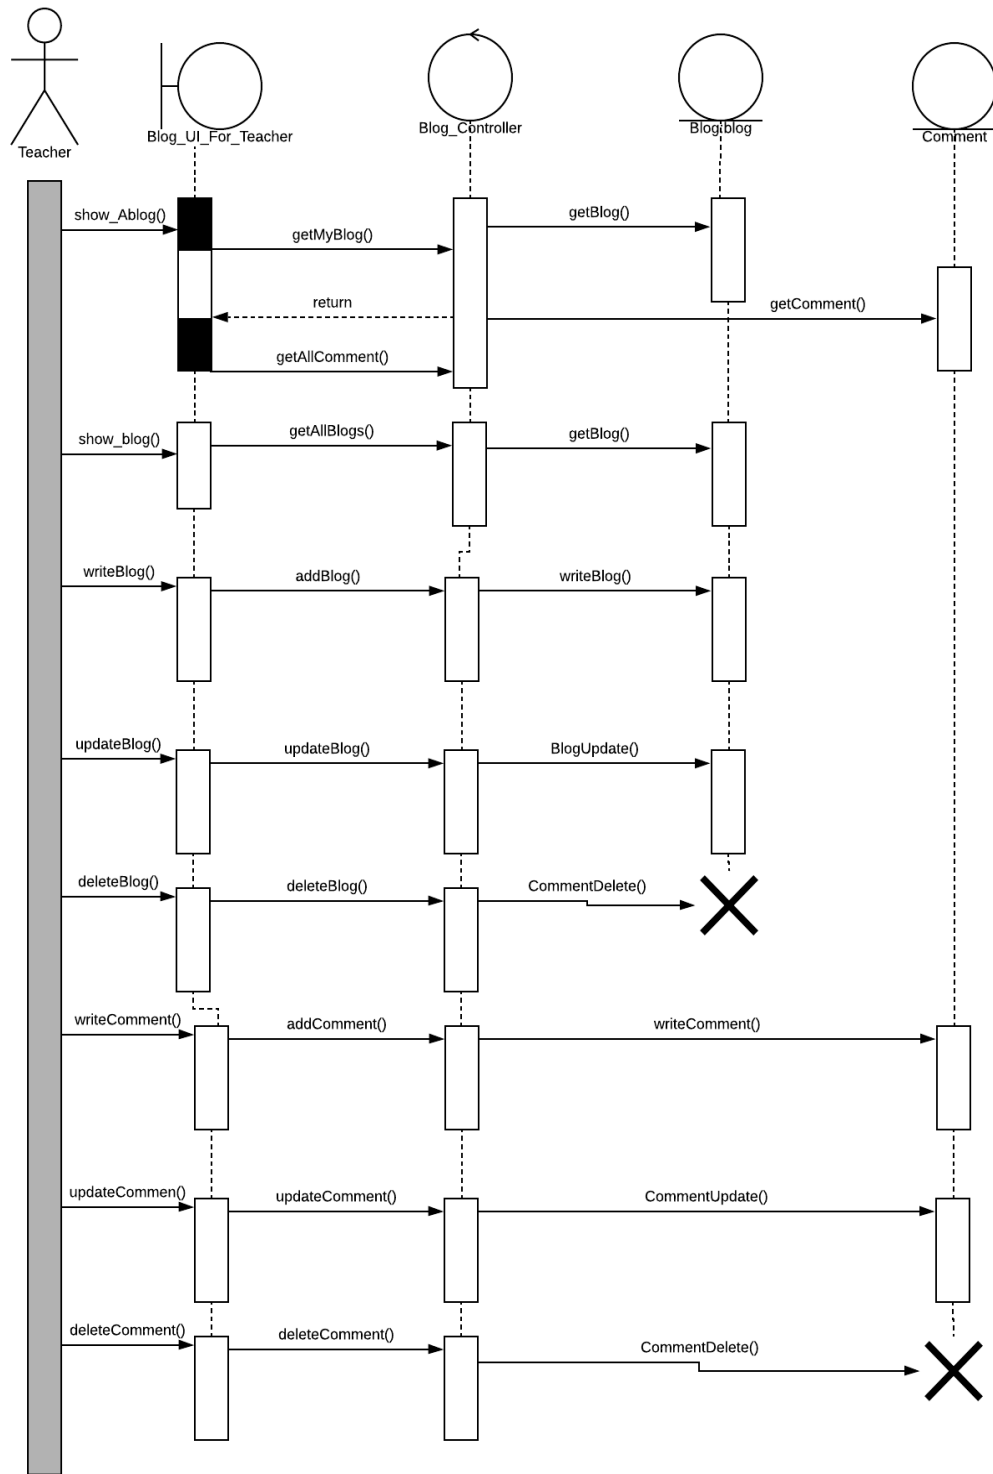 Teacher
Blog_UI_For_Teacher
Blog_Controller
Blog:blog
Comment
show_Ablog()
getMyBlog()
getBlog()
return
getComment()
getAllComment()
show_blog()
getAllBlogs()
getBlog()
writeBlog()
addBlog()
writeBlog()
updateBlog()
updateBlog()
BlogUpdate()
deleteBlog()
deleteBlog()
CommentDelete()
writeComment()
addComment()
writeComment()
updateCommen()
updateComment()
CommentUpdate()
deleteComment()
deleteComment()
CommentDelete()